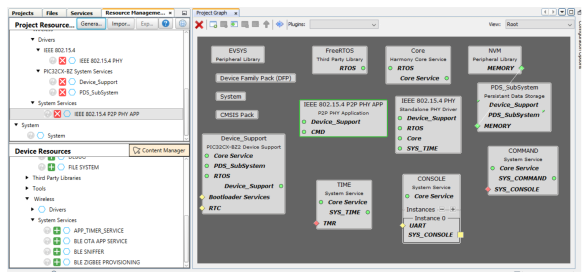 Projects Files Services Resource Manageme... ×
Project Resource... Genera... Impor... Exp...
Drivers
IEEE 802.15.4
IEEE 802.15.4 PHY
PIC32CX-BZ System Services
Device_Support
PDS_SubSystem
System Services
IEEE 802.15.4 P2P PHY APP
System
System
Device Resources Content Manager
FILE SYSTEM
Third Party Libraries
Tools
Wireless
Drivers
System Services
APP_TIMER_SERVICE
BLE OTA APP SERVICE
BLE SNIFFER
BLE ZIGBEE PROVISIONING
Project Graph ×
Plugins: View: Root
EVSYS
Peripheral Library
Device Family Pack (DFP)
System
CMSIS Pack
FreeRTOS
Third Party Library
RTOS
Core
Harmony Core Service
RTOS
Core Service
NVM
Peripheral Library
MEMORY
PDS_SubSystem
Persistent Data Storage
Device_Support
PDS_SubSystem
MEMORY
IEEE 802.15.4 P2P PHY APP
P2P PHY Application
Device_Support
CMD
IEEE 802.15.4 PHY
Standalone PHY Driver
Device_Support
RTOS
Core
SYS_TIME
Device_Support
PIC32CX-BZ2 Device Support
Core Service
PDS_SubSystem
RTOS
Device_Support
Bootloader Services
RTC
TIME
System Service
Core Service
SYS_TIME
TMR
CONSOLE
System Service
Core Service
Instances
Instance 0
UART
SYS_CONSOLE
COMMAND
System Service
Core Service
SYS_COMMAND
SYS_CONSOLE